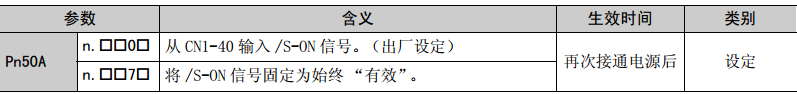 参数 含义 生效时间 类别
Pn50A n.□□0□ 从 CN1-40 输入 /S-ON 信号。（出厂设定） 再次接通电源后 设定
n.□□7□ 将 /S-ON 信号固定为始终 “有效”。